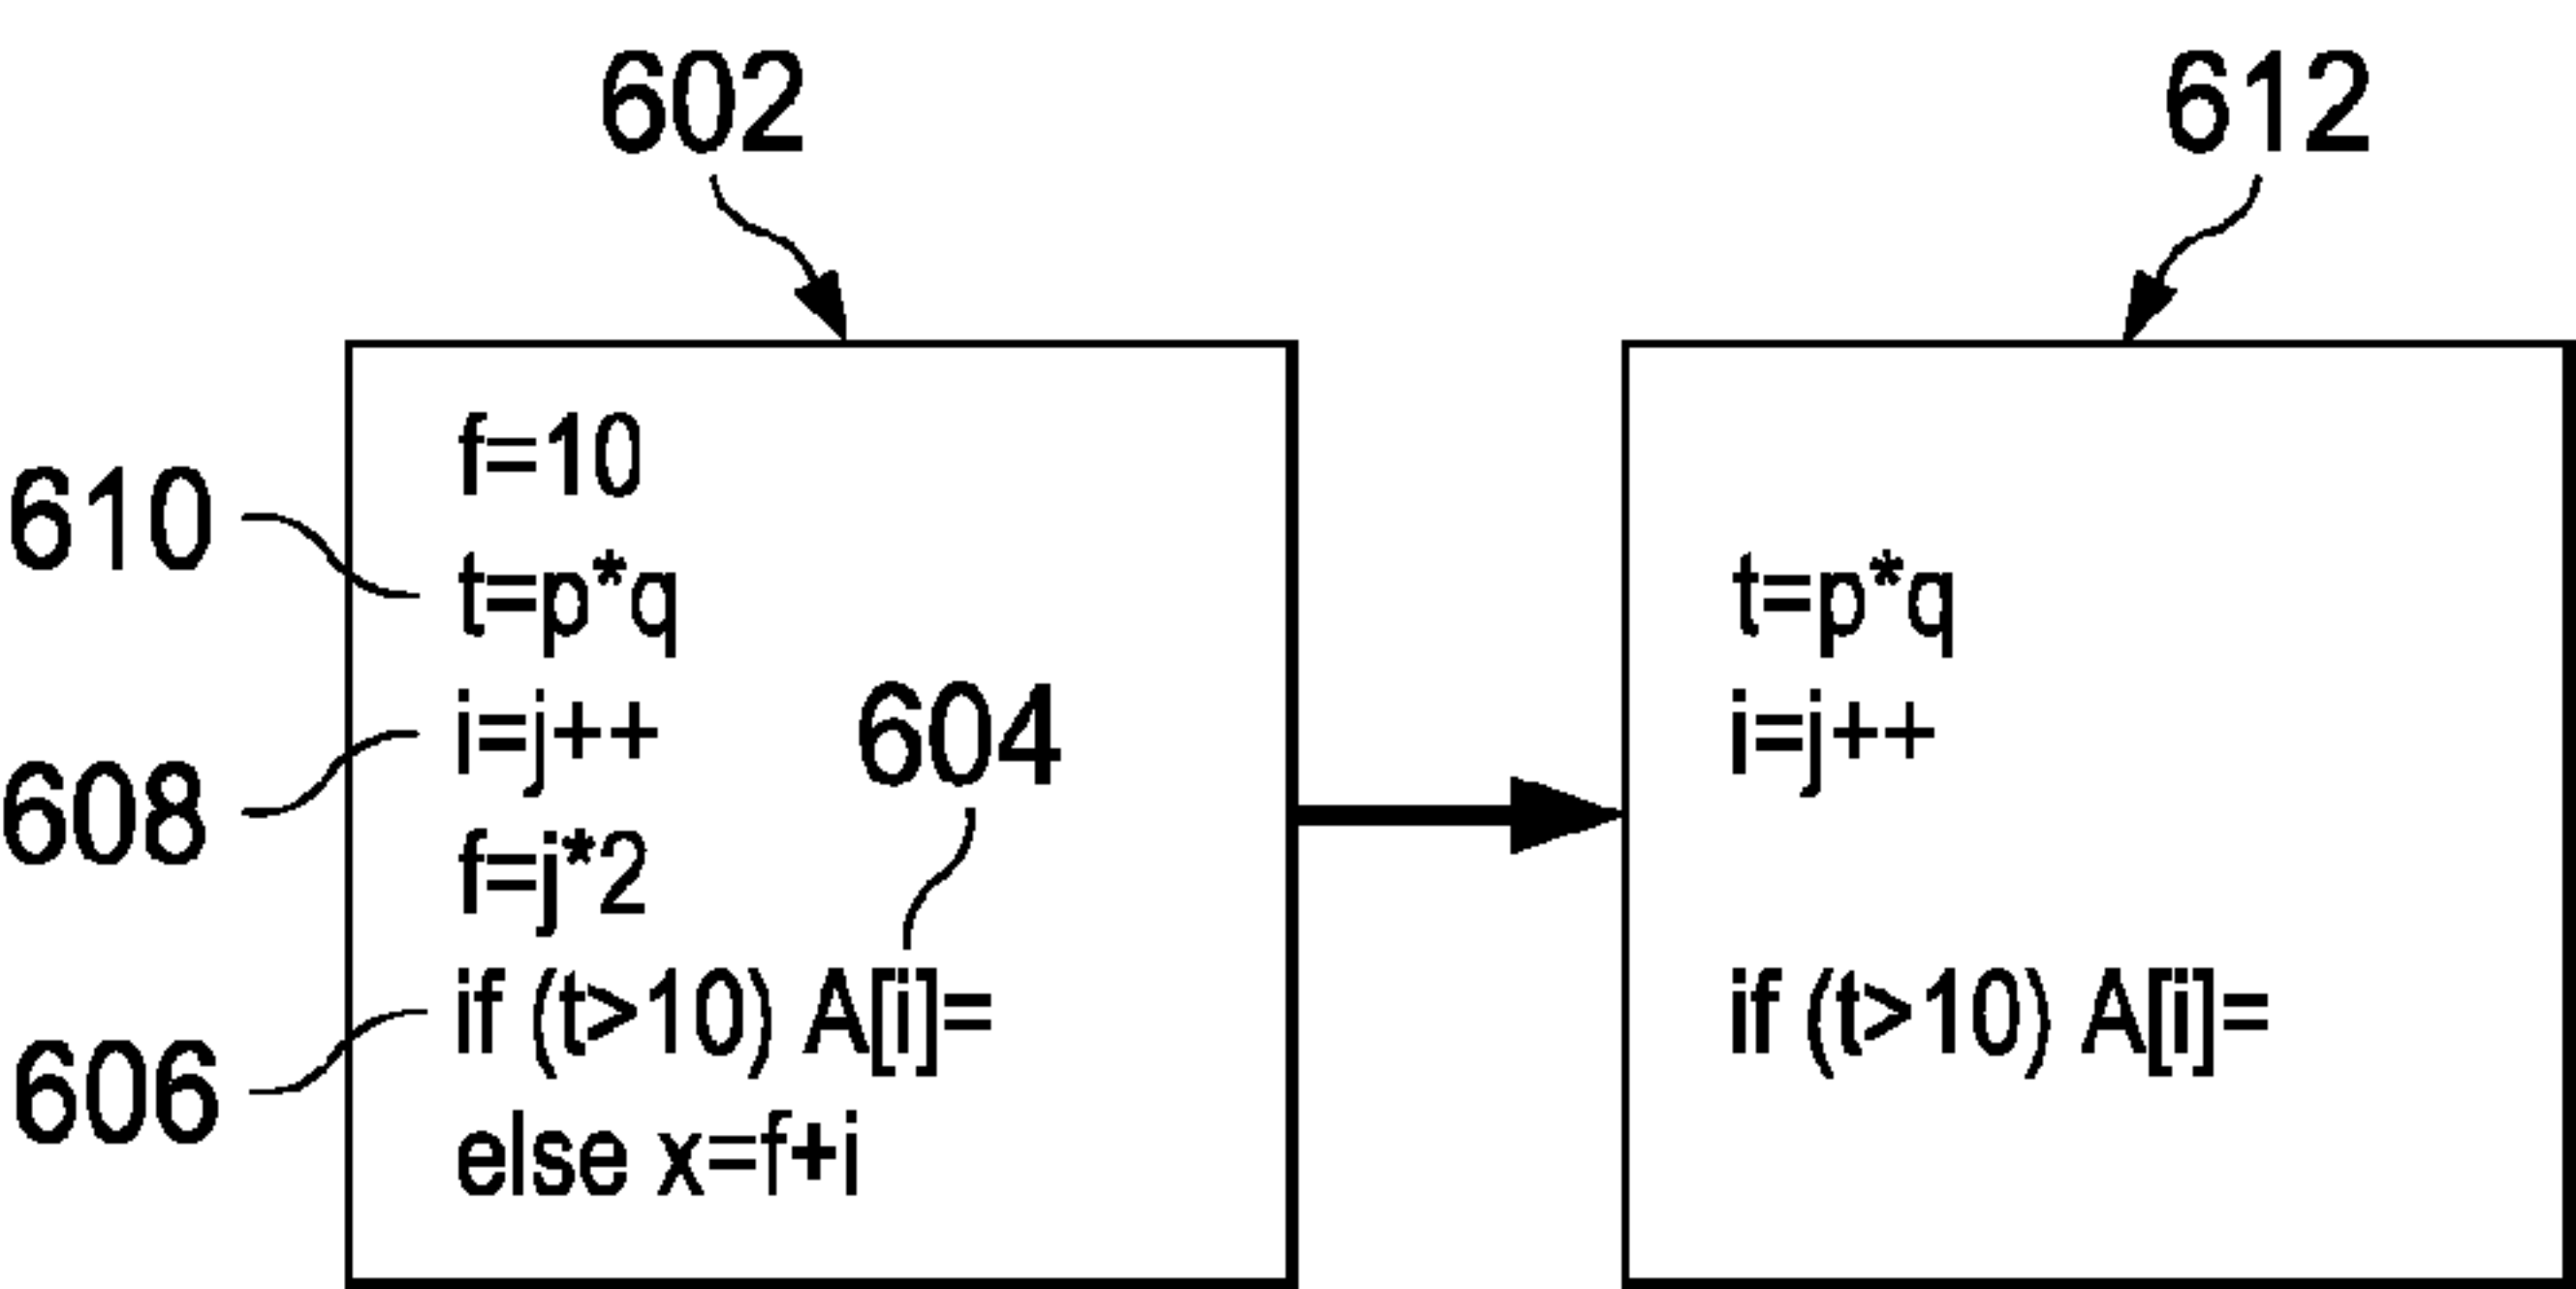 602
612
f=10
610
t=p*q
t=p*q
i=j++
i=j++
604
608
f=j*2
if (t>10) A[i]=
if (t>10) A[i]=
606
else x=f+i